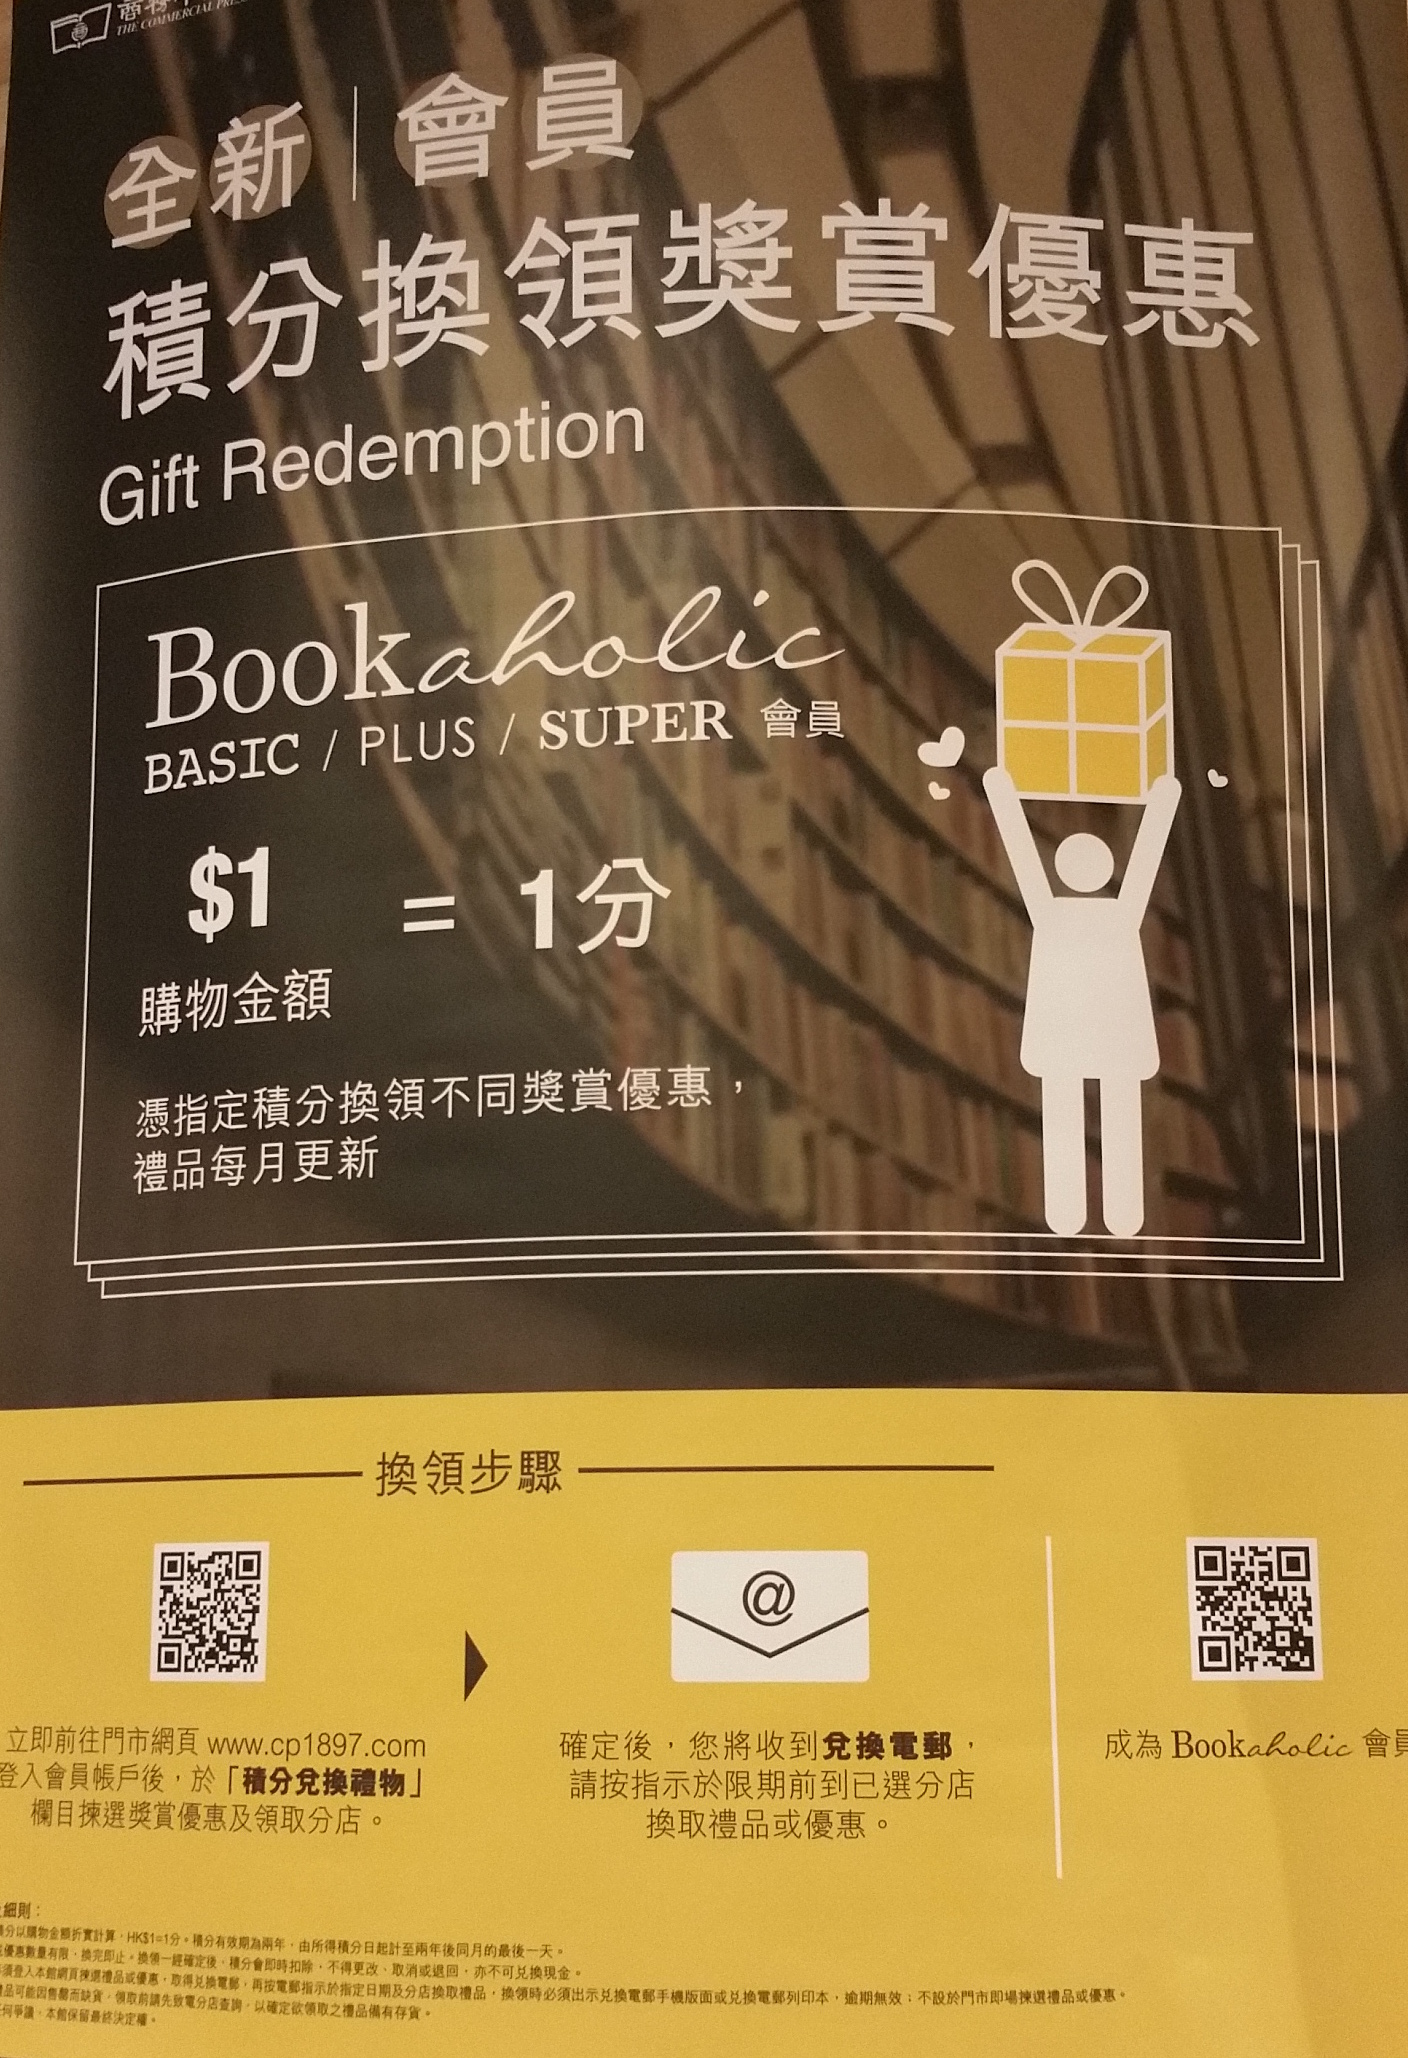 商務
THE COMMERCIAL PRE
全新 | 會員
積分換領獎賞優惠
Gift Redemption
Bookaholic
BASIC / PLUS / SUPER 會員
$1 = 1分
購物金額
憑指定積分換領不同獎賞優惠，
禮品每月更新
換領步驟
立即前往門市網頁 www.cp1897.com
登入會員帳戶後，於「積分兌換禮物」
欄目揀選獎賞優惠及領取分店。
@
確定後，您將收到兌換電郵，
請按指示於限期前到已選分店
換取禮品或優惠。
成為 Bookaholic 會員
細則：
分以購物金額折實計算，HK$1=1分。積分有效期為兩年，由所得積分日起計至兩年後同月的最後一天。
優惠數量有限，換完即止。換領一經確定後，積分會即時扣除，不得更改、取消或退回，亦不可兌換現金。
須登入本館網頁揀選禮品或優惠，取得兌換電郵，再按電郵指示於指定日期及分店換取禮品，換領時必須出示兌換電郵手機版面或兌換電郵列印本，逾期無效；不設於門市即場揀選禮品或優惠。
品可能因售罄而缺貨，領取前請先致電分店查詢，以確定欲領取之禮品備有存貨。
何爭議，本館保留最終決定權。